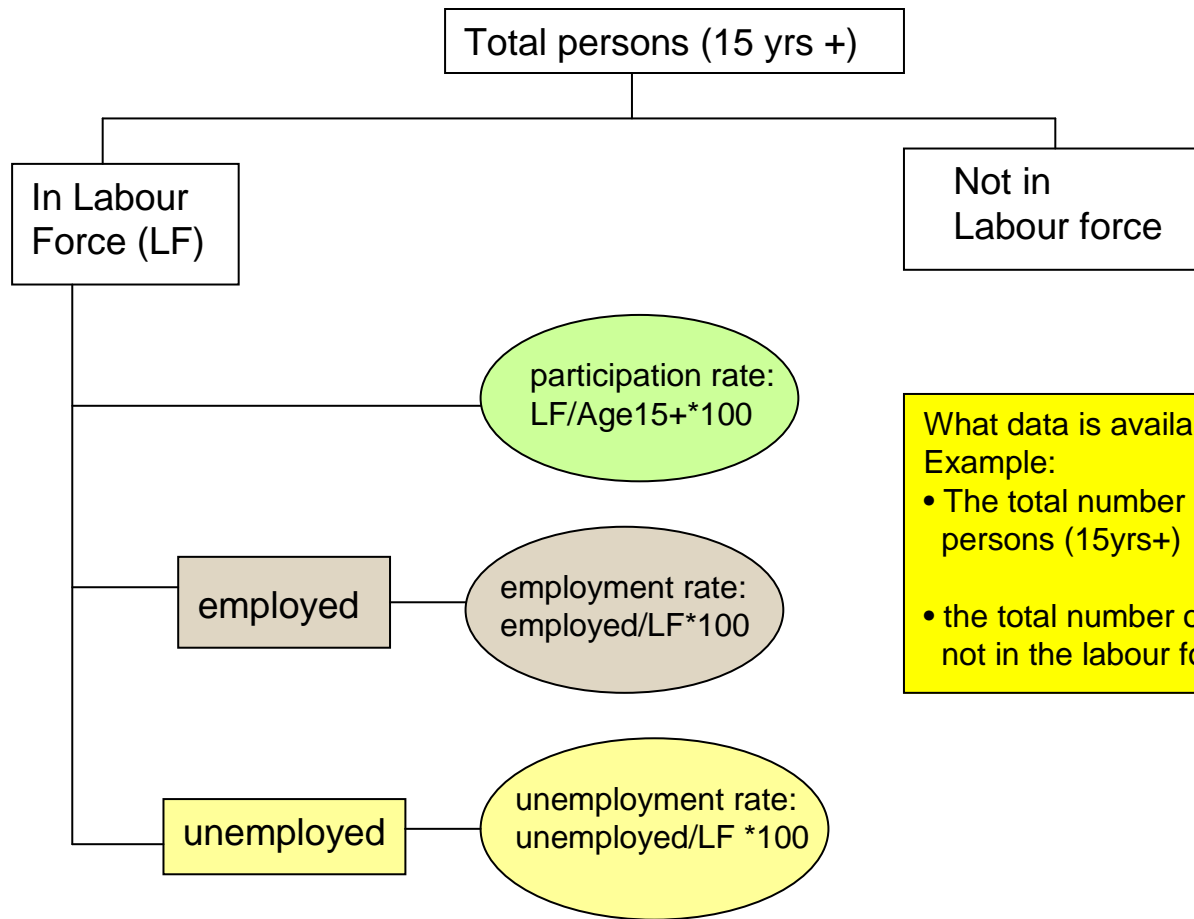 Total persons (15 yrs +)
In Labour
Force (LF)
Not in
Labour force
participation rate:
LF/Age15+*100
employed
employment rate:
employed/LF*100
unemployed
unemployment rate:
unemployed/LF *100
What data is
Example:
• The total number
persons (15yrs+)
• the total number
not in the labour